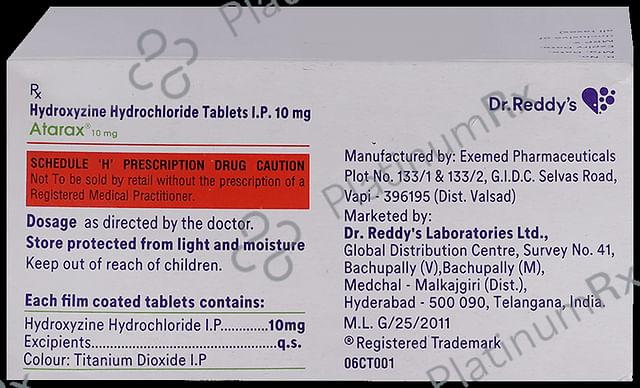 Rx
Hydroxyzine Hydrochloride Tablets I.P. 10 mg
Atarax® 10 mg
SCHEDULE 'H' PRESCRIPTION DRUG CAUTION
Not To be sold by retail without the prescription of a
Registered Medical Practitioner.
Dosage as directed by the doctor.
Store protected from light and moisture
Keep out of reach of children.
Each film coated tablets contains:
Hydroxyzine Hydrochloride I.P............10mg
Excipients.......................................q.s.
Colour: Titanium Dioxide I.P
Dr.Reddy's
Manufactured by: Exemed Pharmaceuticals
Plot No. 133/1 & 133/2, G.I.D.C. Selvas Road,
Vapi - 396195 (Dist. Valsad)
Marketed by:
Dr. Reddy's Laboratories Ltd.,
Global Distribution Centre, Survey No. 41,
Bachupally (V),Bachupally (M),
Medchal - Malkajgiri (Dist.),
Hyderabad - 500 090, Telangana, India.
M.L. G/25/2011
® Registered Trademark
06CT001
PlatinumRx
PlatinumRx
PlatinumRx